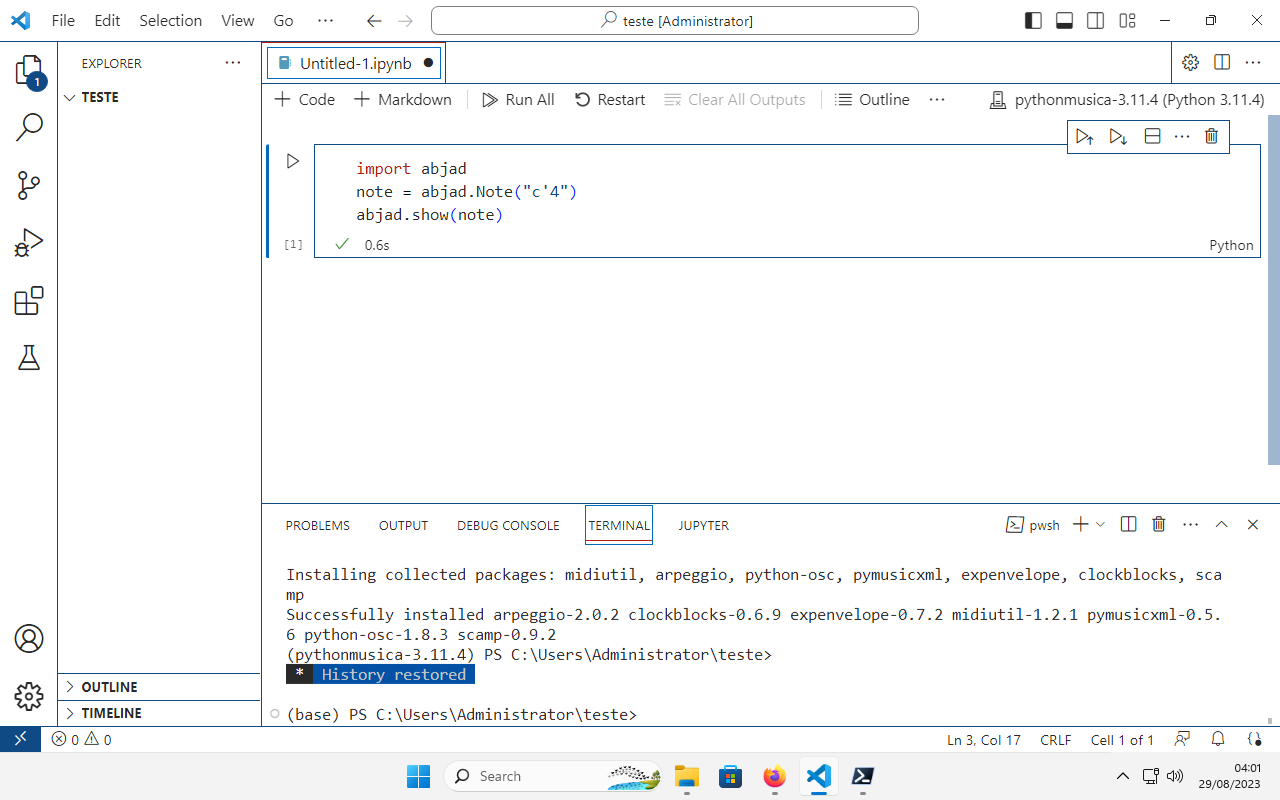 File Edit Selection View Go ··· teste [Administrator]
EXPLORER ···
1
TESTE
Untitled-1.ipynb
Code Markdown Run All Restart Clear All Outputs Outline ··· pythonmusica-3.11.4 (Python 3.11.4)
import abjad
note = abjad.Note("c'4")
abjad.show(note)
[1] 0.6s Python
PROBLEMS OUTPUT DEBUG CONSOLE TERMINAL JUPYTER pwsh
Installing collected packages: midiutil, arpeggio, python-osc, pymusicxml, expenvelope, clockblocks, sca
mp
Successfully installed arpeggio-2.0.2 clockblocks-0.6.9 expenvelope-0.7.2 midiutil-1.2.1 pymusicxml-0.5.
6 python-osc-1.8.3 scamp-0.9.2
(pythonmusica-3.11.4) PS C:\Users\Administrator\teste>
* History restored
(base) PS C:\Users\Administrator\teste>
OUTLINE
TIMELINE
0 0 Ln 3, Col 17 CRLF Cell 1 of 1
Search
04:01
29/08/2023